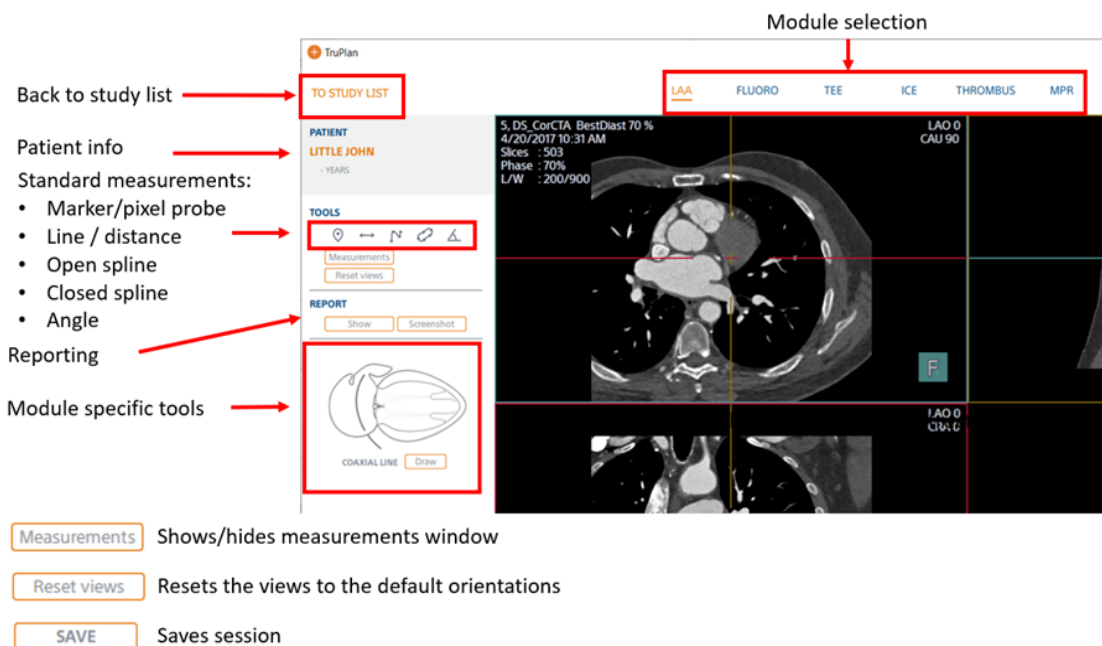 Module selection
TruPlan
Back to study list
TO STUDY LIST
LAA FLUORO TEE ICE THROMBUS MPR
Patient info
PATIENT
LITTLE JOHN
- YEARS
Standard measurements:
• Marker/pixel probe
• Line / distance
• Open spline
• Closed spline
• Angle
TOOLS
Measurements
Reset views
Reporting
REPORT
Show Screenshot
Module specific tools
COAXIAL LINE Draw
5, DS_CorCTA BestDiast 70 %
4/20/2017 10:31 AM
Slices : 503
Phase : 70%
L/W : 200/900
LAO 0
CAU 90
F
LAO 0
CRA 0
Measurements Shows/hides measurements window
Reset views Resets the views to the default orientations
SAVE Saves session